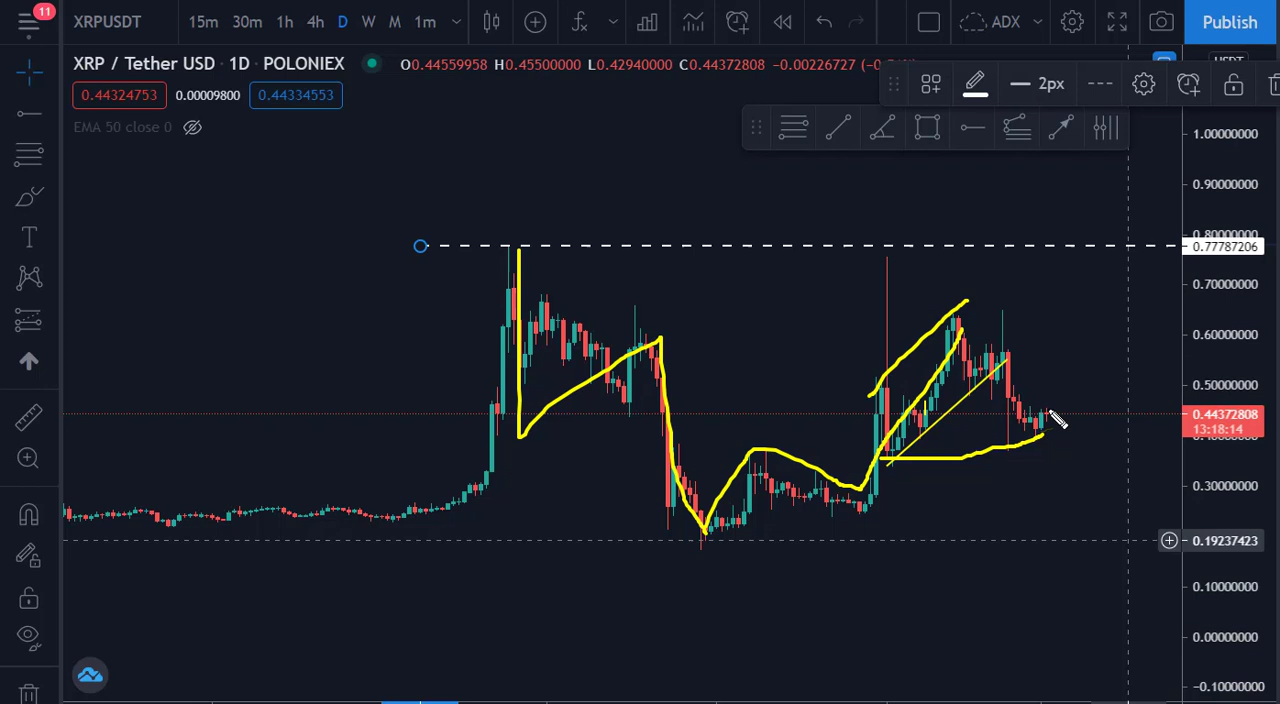 11
XRPUSDT 15m 30m 1h 4h D W M 1m ADX Publish
XRP / Tether USD · 1D · POLONIEX O0.44559958 H0.45500000 L0.42940000 C0.44372808 −0.00226727
2px
0.44324753 0.00009800 0.44334553
EMA 50 close 0
1.00000000
0.90000000
0.77787206
0.70000000
0.60000000
0.50000000
0.44372808
13:18:14
0.30000000
0.19237423
0.10000000
0.00000000
−0.10000000